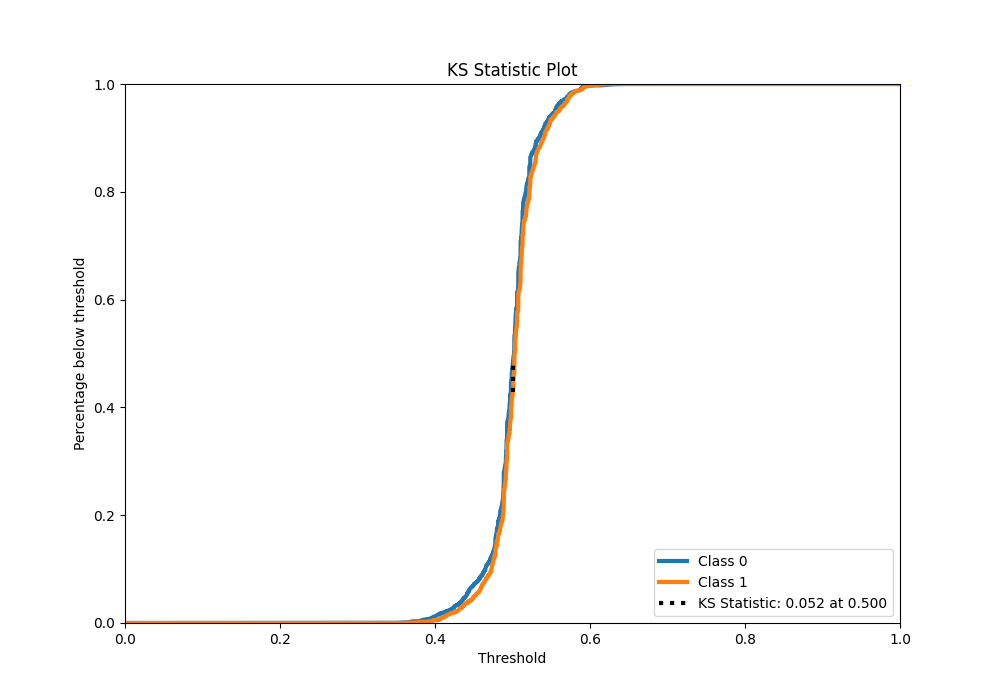 KS Statistic Plot
1.0
0.8
0.6
0.4
0.2
0.0
Percentage below threshold
0.0 0.2 0.4 0.6 0.8 1.0
Threshold
Class 0
Class 1
KS Statistic: 0.052 at 0.500